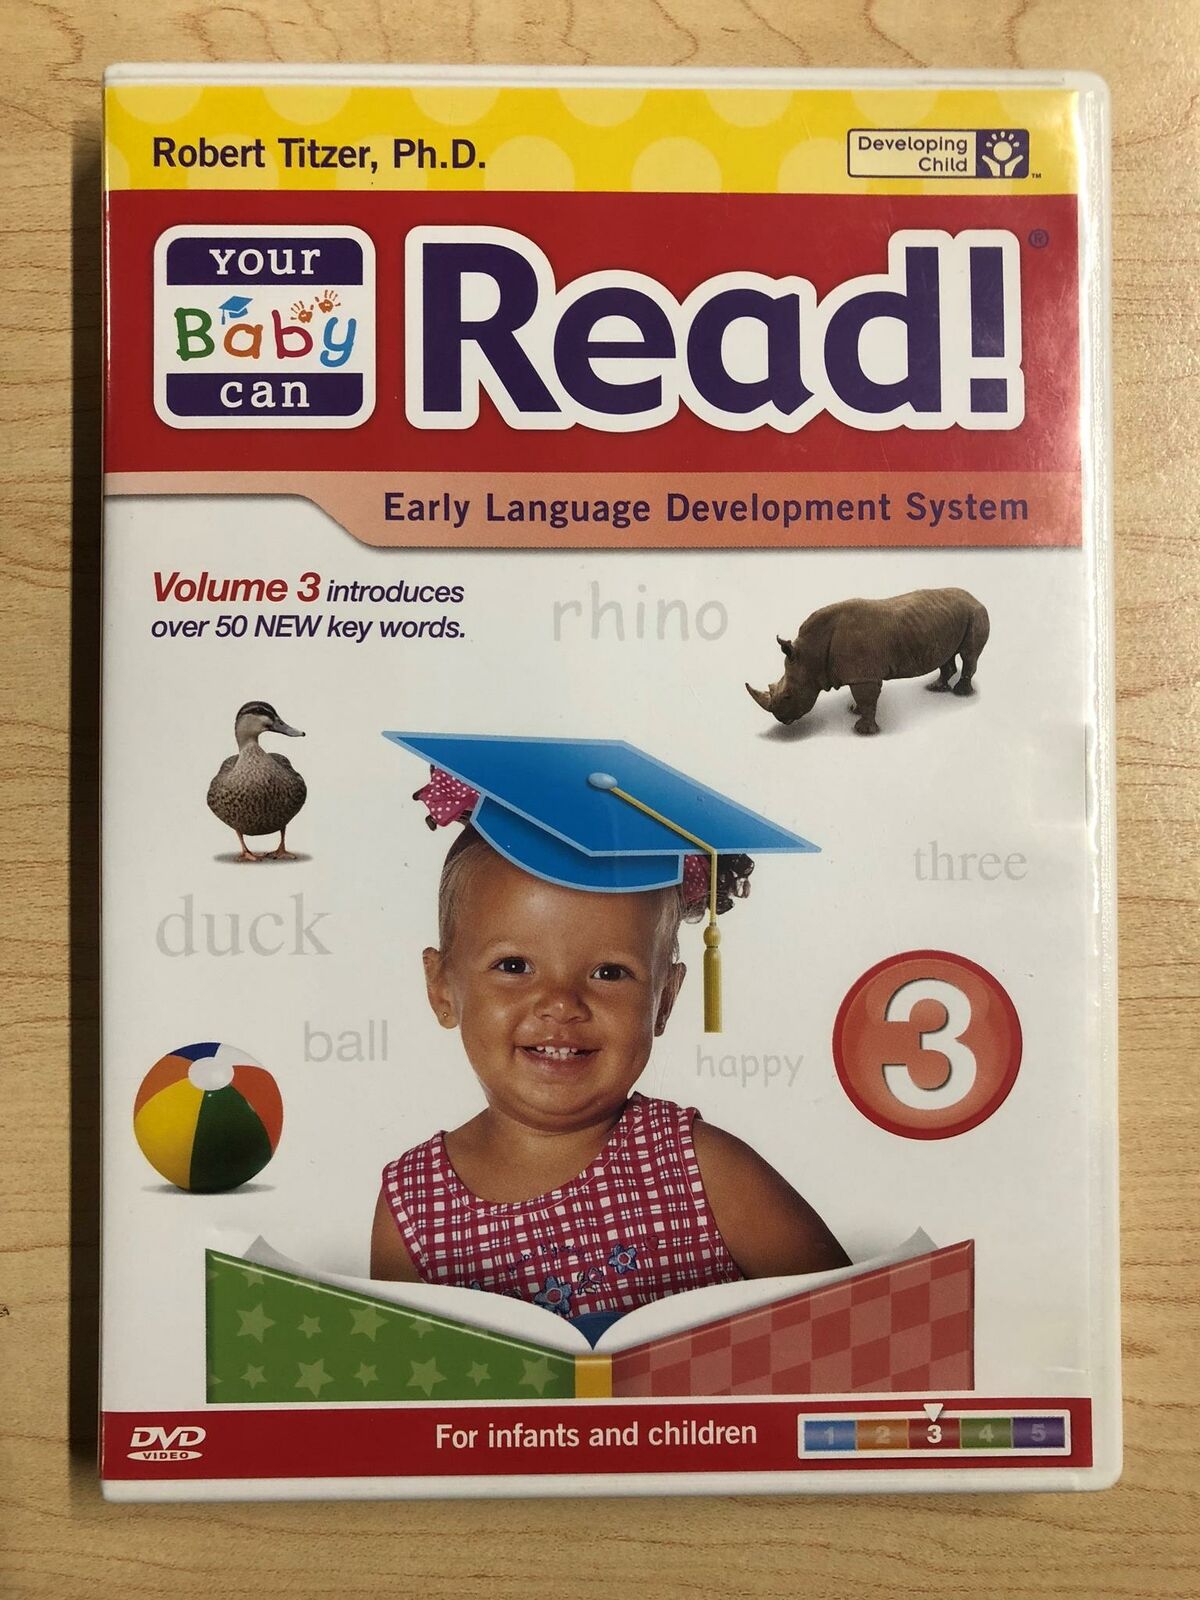 Robert Titzer, Ph.D.
Developing
Child
™
your
Baby
can
Read!
®
Early Language Development System
Volume 3 introduces
over 50 NEW key words.
rhino
duck
three
ball
happy
3
DVD
VIDEO
For infants and children
1 2 3 4 5